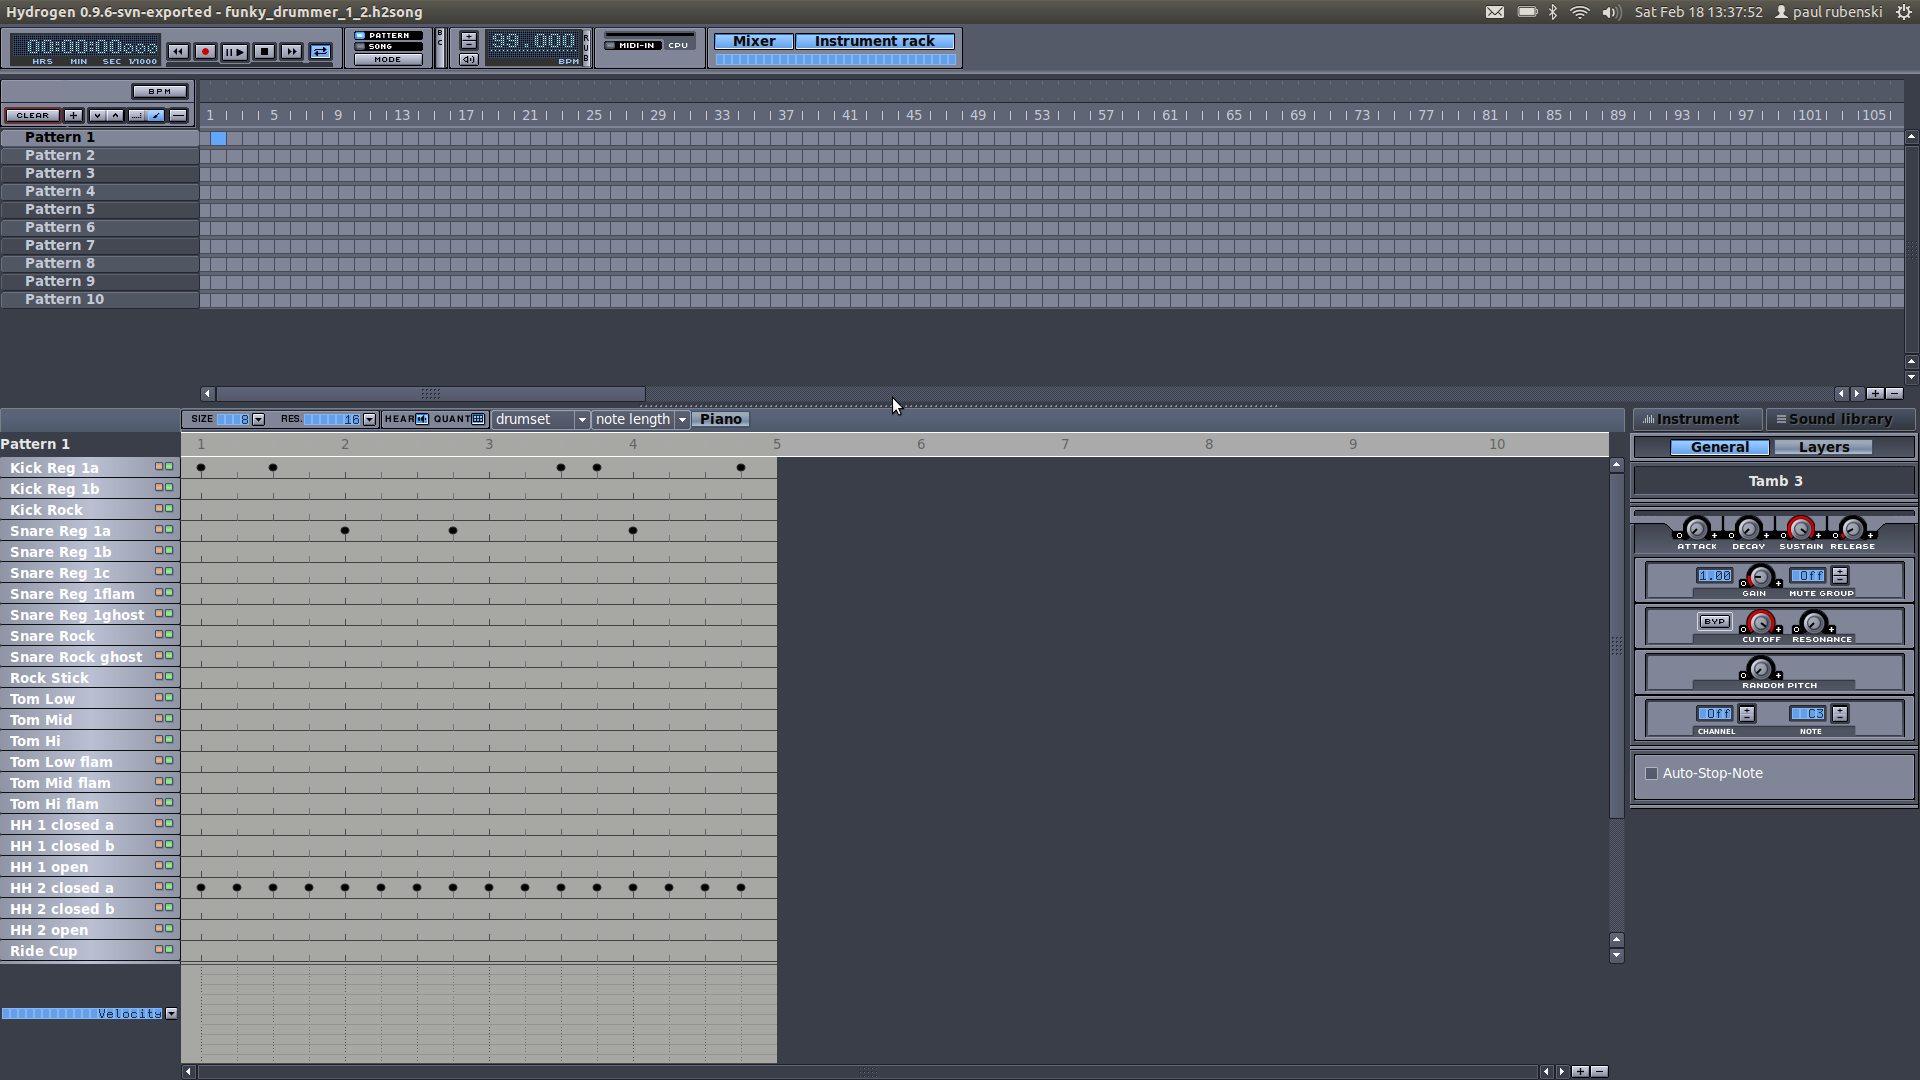 Hydrogen 0.9.6-svn-exported - funky_drummer_1_2.h2song
Sat Feb 18 13:37:52 paul rubenski
00:00:00:000
HRS MIN SEC 1/1000
PATTERN
SONG
MODE
B C
99.000
BPM
R U B
MIDI-IN CPU
Mixer Instrument rack
BPM
CLEAR
1 5 9 13 17 21 25 29 33 37 41 45 49 53 57 61 65 69 73 77 81 85 89 93 97 101 105
Pattern 1
Pattern 2
Pattern 3
Pattern 4
Pattern 5
Pattern 6
Pattern 7
Pattern 8
Pattern 9
Pattern 10
SIZE 8 RES. 16 HEAR QUANT drumset note length Piano
Pattern 1
1 2 3 4 5 6 7 8 9 10
Kick Reg 1a
Kick Reg 1b
Kick Rock
Snare Reg 1a
Snare Reg 1b
Snare Reg 1c
Snare Reg 1flam
Snare Reg 1ghost
Snare Rock
Snare Rock ghost
Rock Stick
Tom Low
Tom Mid
Tom Hi
Tom Low flam
Tom Mid flam
Tom Hi flam
HH 1 closed a
HH 1 closed b
HH 1 open
HH 2 closed a
HH 2 closed b
HH 2 open
Ride Cup
Velocity
Instrument Sound library
General Layers
Tamb 3
ATTACK DECAY SUSTAIN RELEASE
1.00 Off
GAIN MUTE GROUP
BYP
CUTOFF RESONANCE
RANDOM PITCH
Off C3
CHANNEL NOTE
Auto-Stop-Note